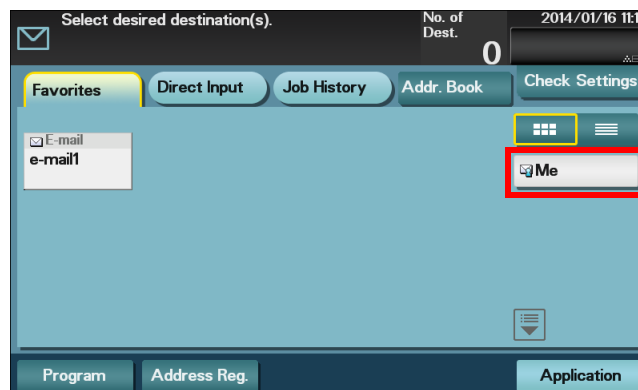 Select desired destination(s).
No. of
Dest.
0
2014/01/16 11:1
Favorites
Direct Input
Job History
Addr. Book
Check Settings
E-mail
e-mail1
Me
Program
Address Reg.
Application